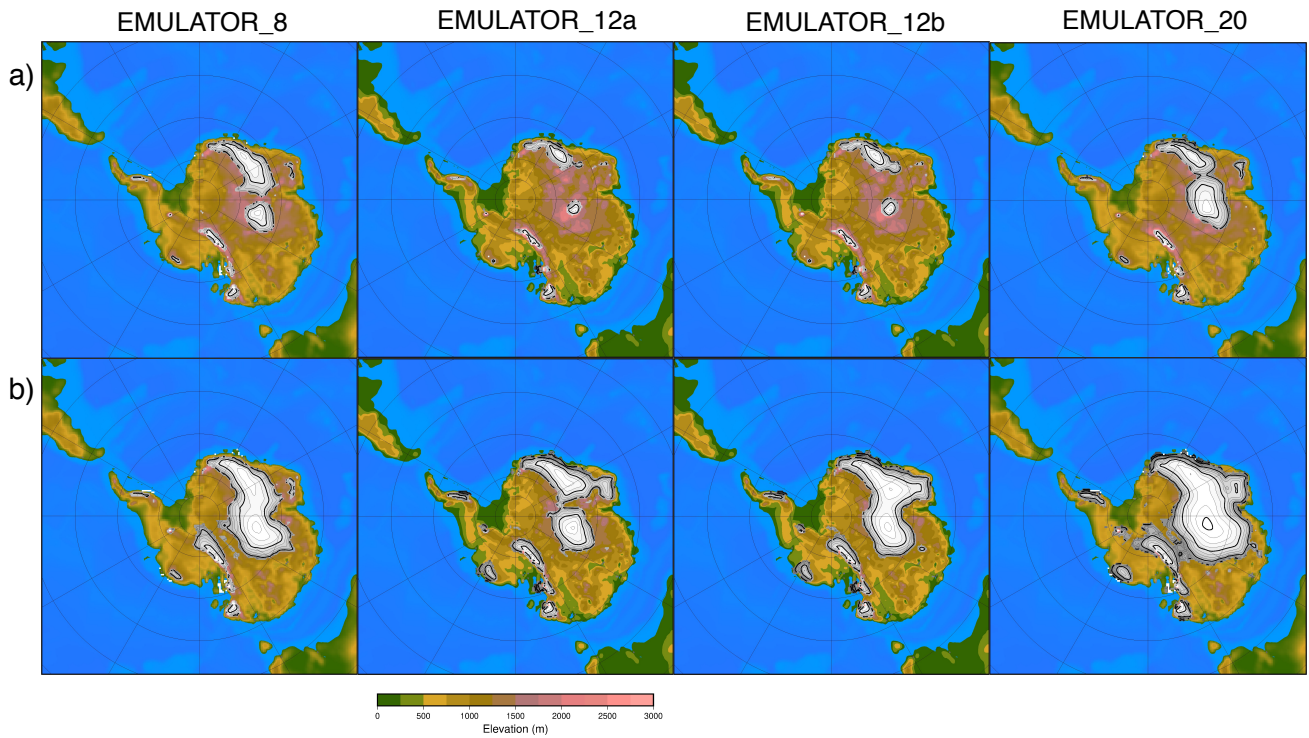 EMULATOR_8 EMULATOR_12a EMULATOR_12b EMULATOR_20
a)
b)
0 500 1000 1500 2000 2500 3000
Elevation (m)